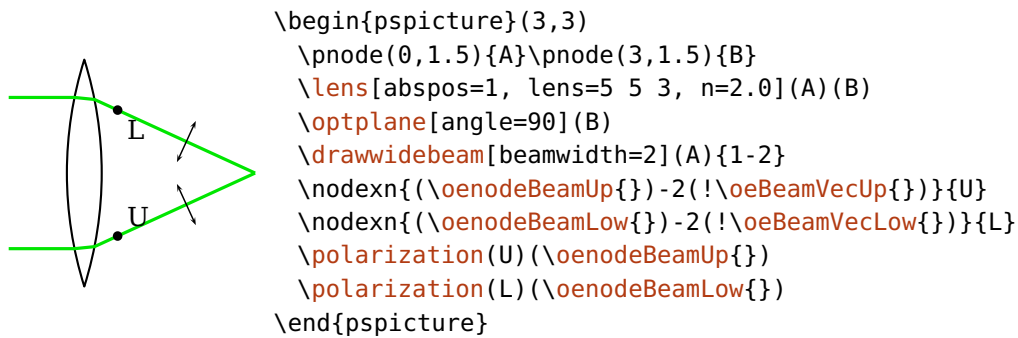 L
U
\begin{pspicture}(3,3)
  \pnode(0,1.5){A}\pnode(3,1.5){B}
  \lens[abspos=1, lens=5 5 3, n=2.0](A)(B)
  \optplane[angle=90](B)
  \drawwidebeam[beamwidth=2](A){1-2}
  \nodexn{(\oenodeBeamUp{})-2(!\oeBeamVecUp{})}{U}
  \nodexn{(\oenodeBeamLow{})-2(!\oeBeamVecLow{})}{L}
  \polarization(U)(\oenodeBeamUp{})
  \polarization(L)(\oenodeBeamLow{})
\end{pspicture}